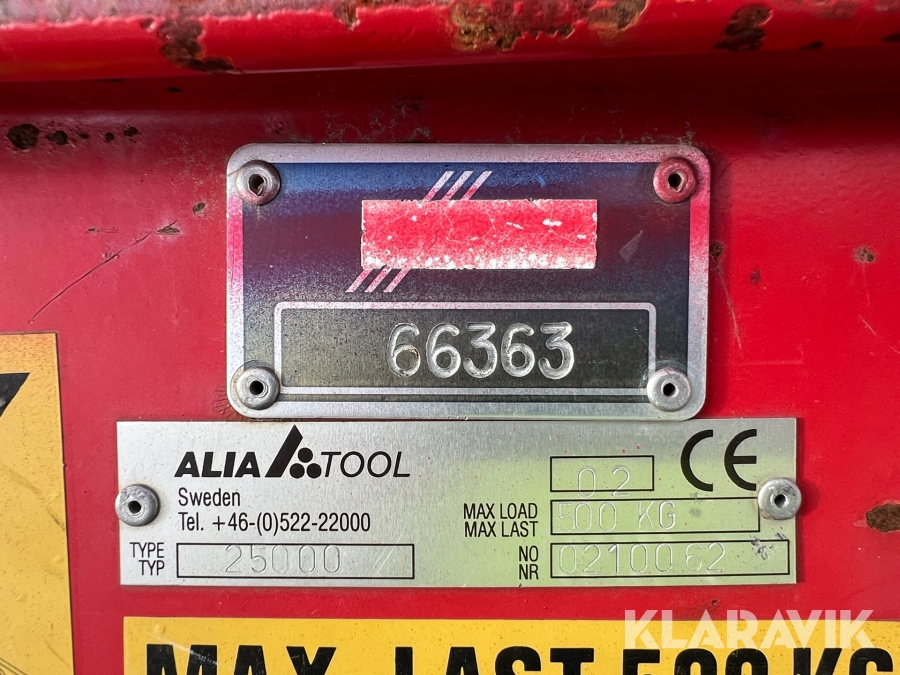 66363
ALIA TOOL
Sweden
Tel. +46-(0)522-22000
TYPE
TYP
25000
02
CE
MAX LOAD
MAX LAST
500 KG
NO
NR
0210062
MAX. LAST 500 KG
KLARAVIK